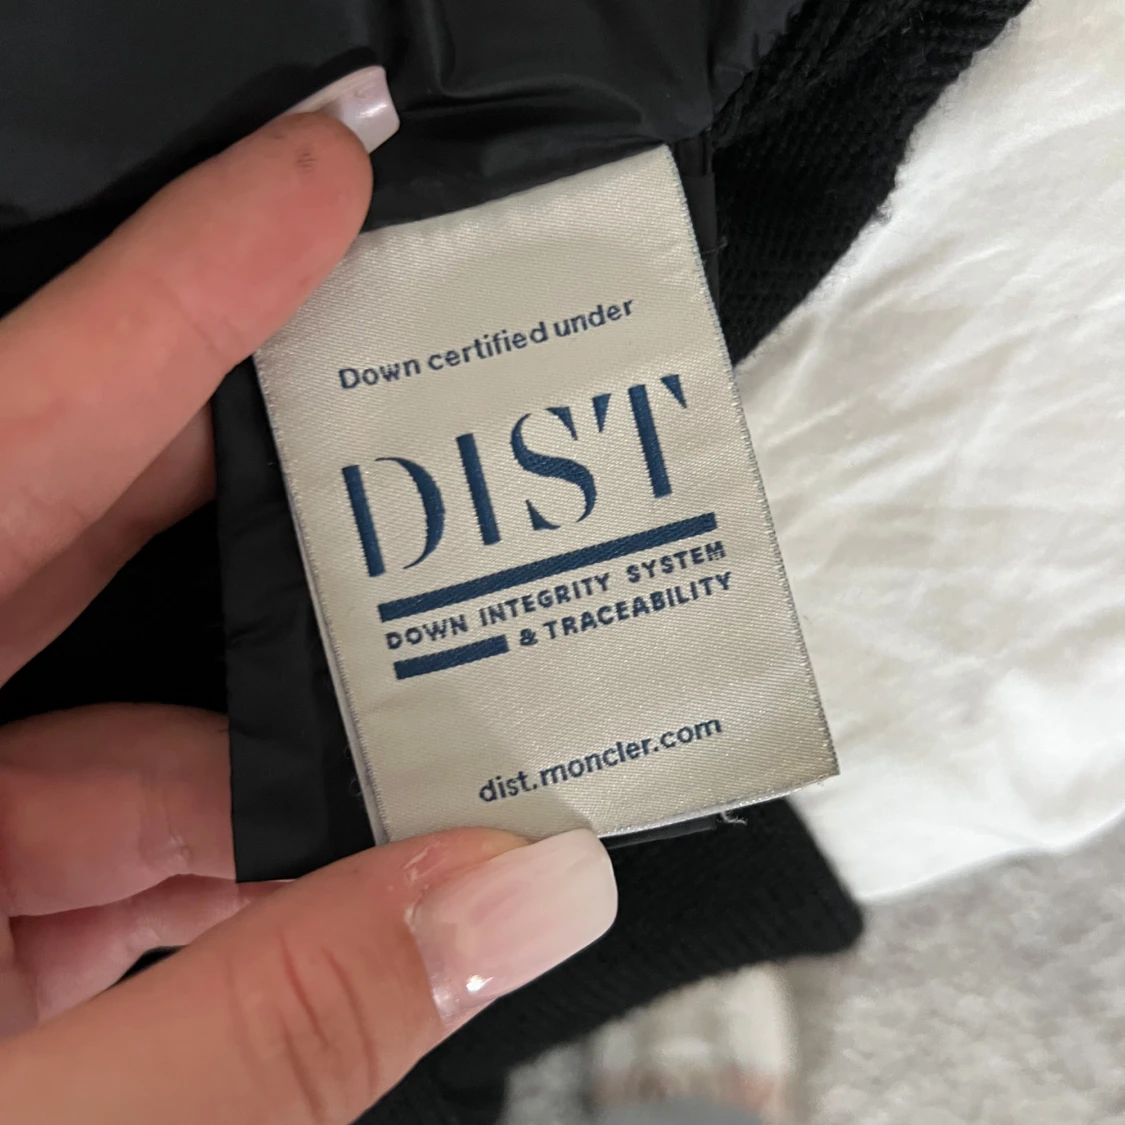 Down certified under
DIST
DOWN INTEGRITY SYSTEM
& TRACEABILITY
dist.moncler.com